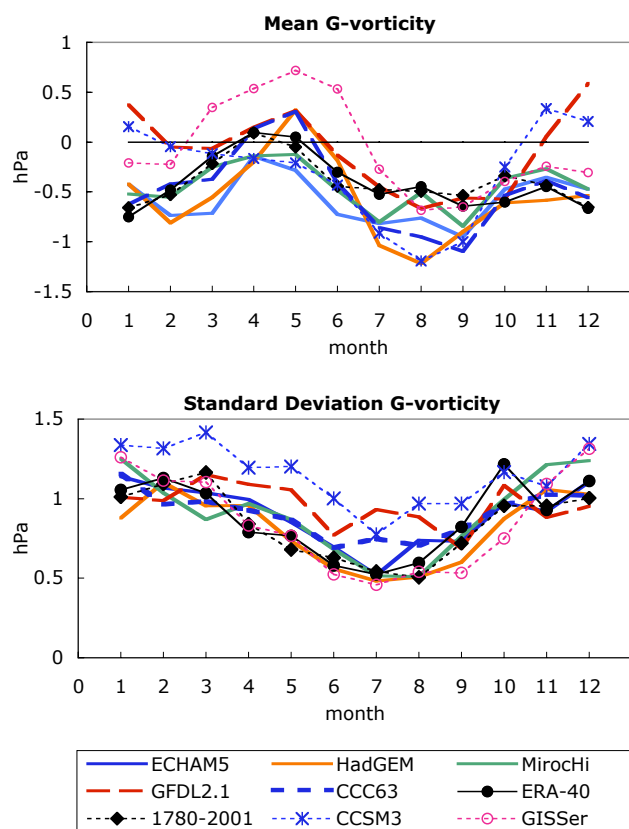 Mean G-vorticity
1
0.5
0
-0.5
-1
-1.5
hPa
0 1 2 3 4 5 6 7 8 9 10 11 12
month
Standard Deviation G-vorticity
1.5
1
0.5
0
hPa
0 1 2 3 4 5 6 7 8 9 10 11 12
month
ECHAM5 HadGEM MirocHi
GFDL2.1 CCC63 ERA-40
1780-2001 CCSM3 GISSer